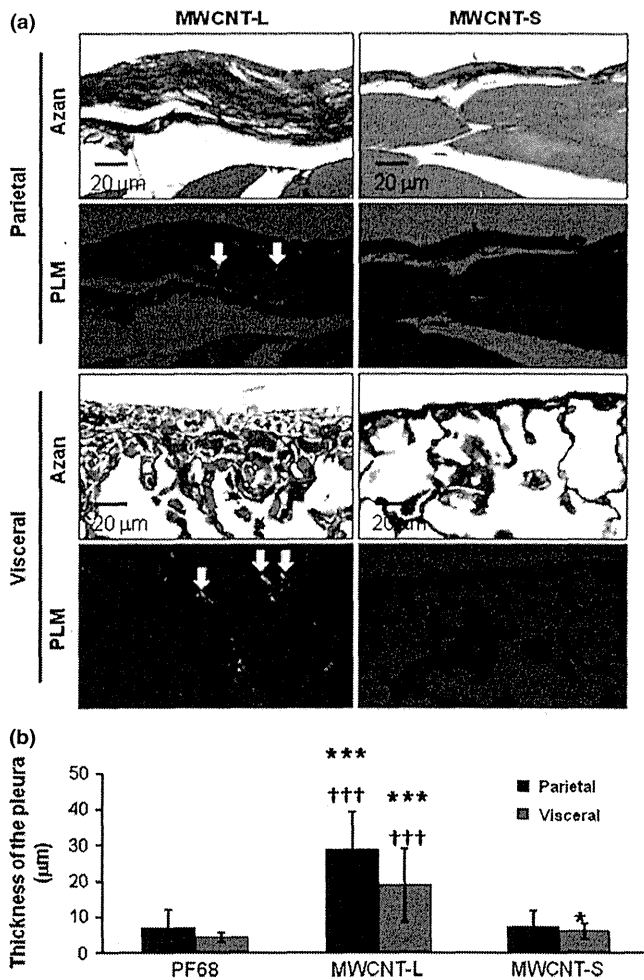 (a)
MWCNT-L MWCNT-S
Parietal
Azan
20 µm 20 µm
PLM
Visceral
Azan
20 µm 20 µm
PLM
(b)
Thickness of the pleura
(µm)
50
40
30
20
10
0
***
††† ***
†††
*
Parietal
Visceral
PF68 MWCNT-L MWCNT-S